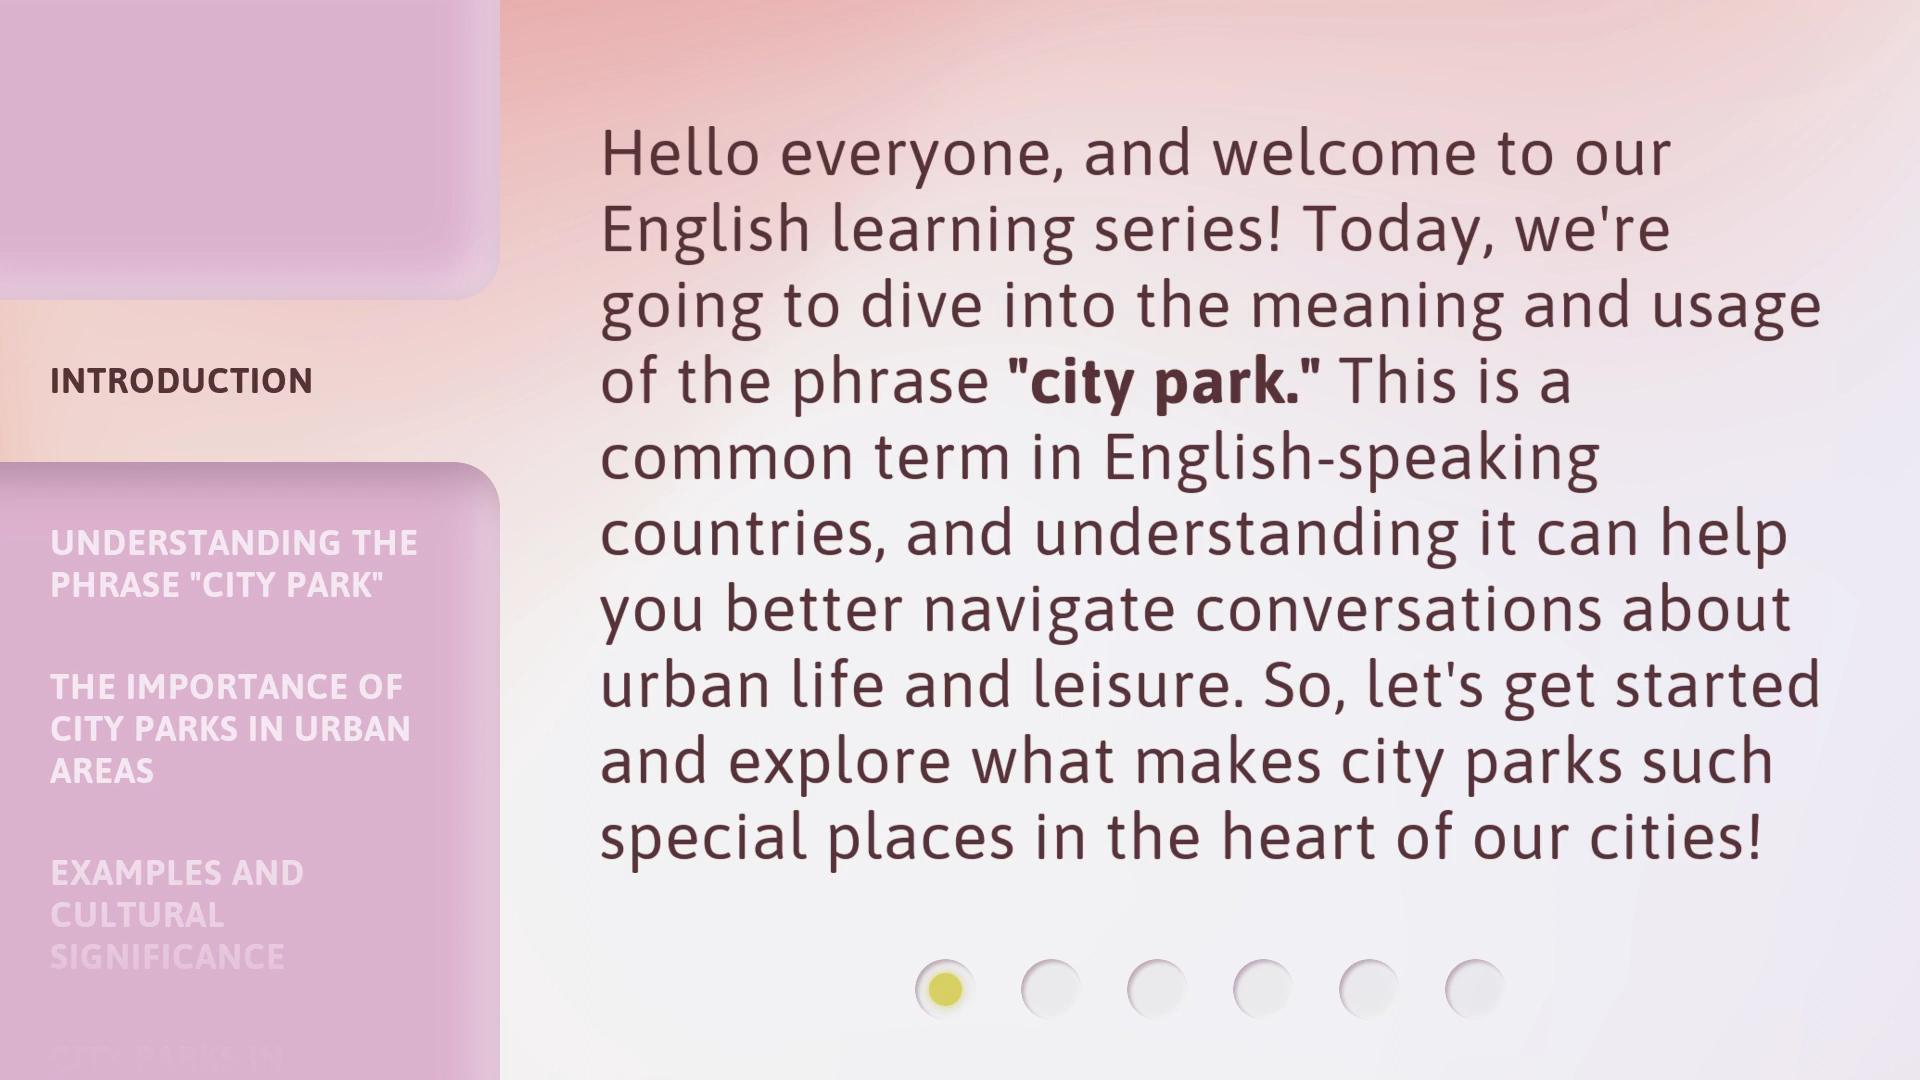 INTRODUCTION
UNDERSTANDING THE
PHRASE "CITY PARK"
THE IMPORTANCE OF
CITY PARKS IN URBAN
AREAS
EXAMPLES AND
CULTURAL
SIGNIFICANCE
CITY PARKS IN
Hello everyone, and welcome to our
English learning series! Today, we're
going to dive into the meaning and usage
of the phrase "city park." This is a
common term in English-speaking
countries, and understanding it can help
you better navigate conversations about
urban life and leisure. So, let's get started
and explore what makes city parks such
special places in the heart of our cities!